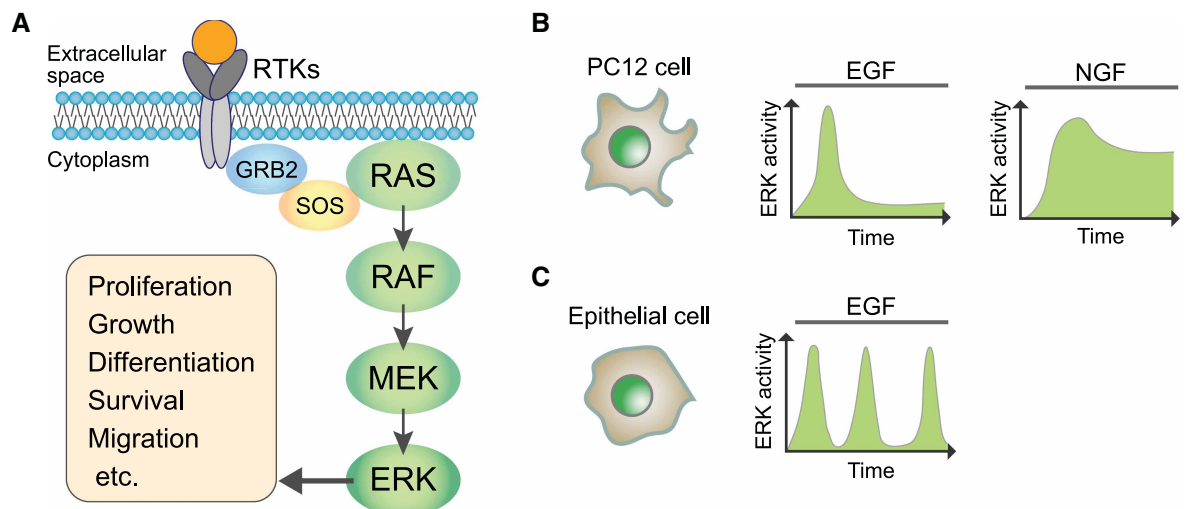 A
Extracellular
space
RTKs
Cytoplasm
GRB2
SOS
RAS
RAF
MEK
ERK
Proliferation
Growth
Differentiation
Survival
Migration
etc.
B
PC12 cell
EGF
ERK activity
Time
NGF
ERK activity
Time
C
Epithelial cell
EGF
ERK activity
Time